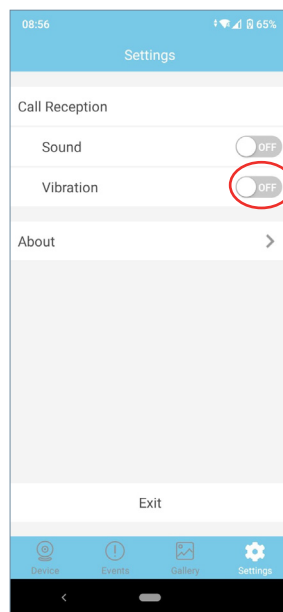 08:56 65%
Settings
Call Reception
Sound OFF
Vibration OFF
About
Exit
Device Events Gallery Settings